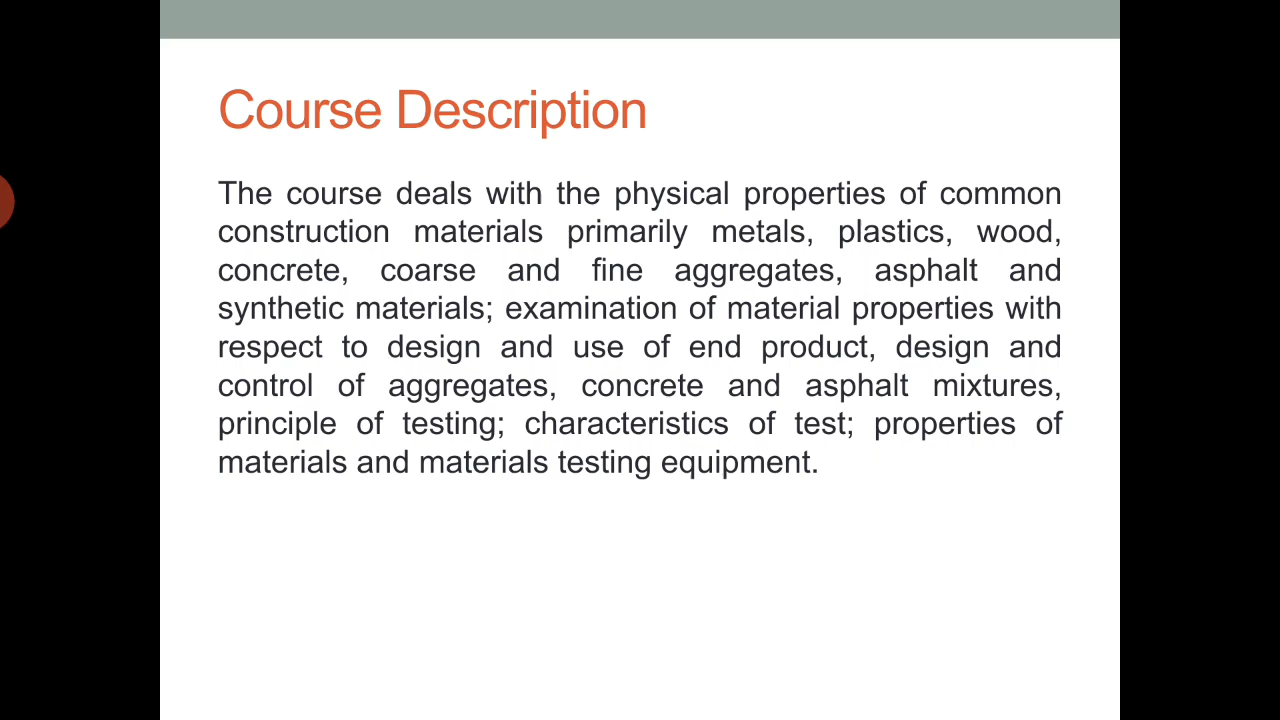 Course Description
The course deals with the physical properties of common
construction materials primarily metals, plastics, wood,
concrete, coarse and fine aggregates, asphalt and
synthetic materials; examination of material properties with
respect to design and use of end product, design and
control of aggregates, concrete and asphalt mixtures,
principle of testing; characteristics of test; properties of
materials and materials testing equipment.